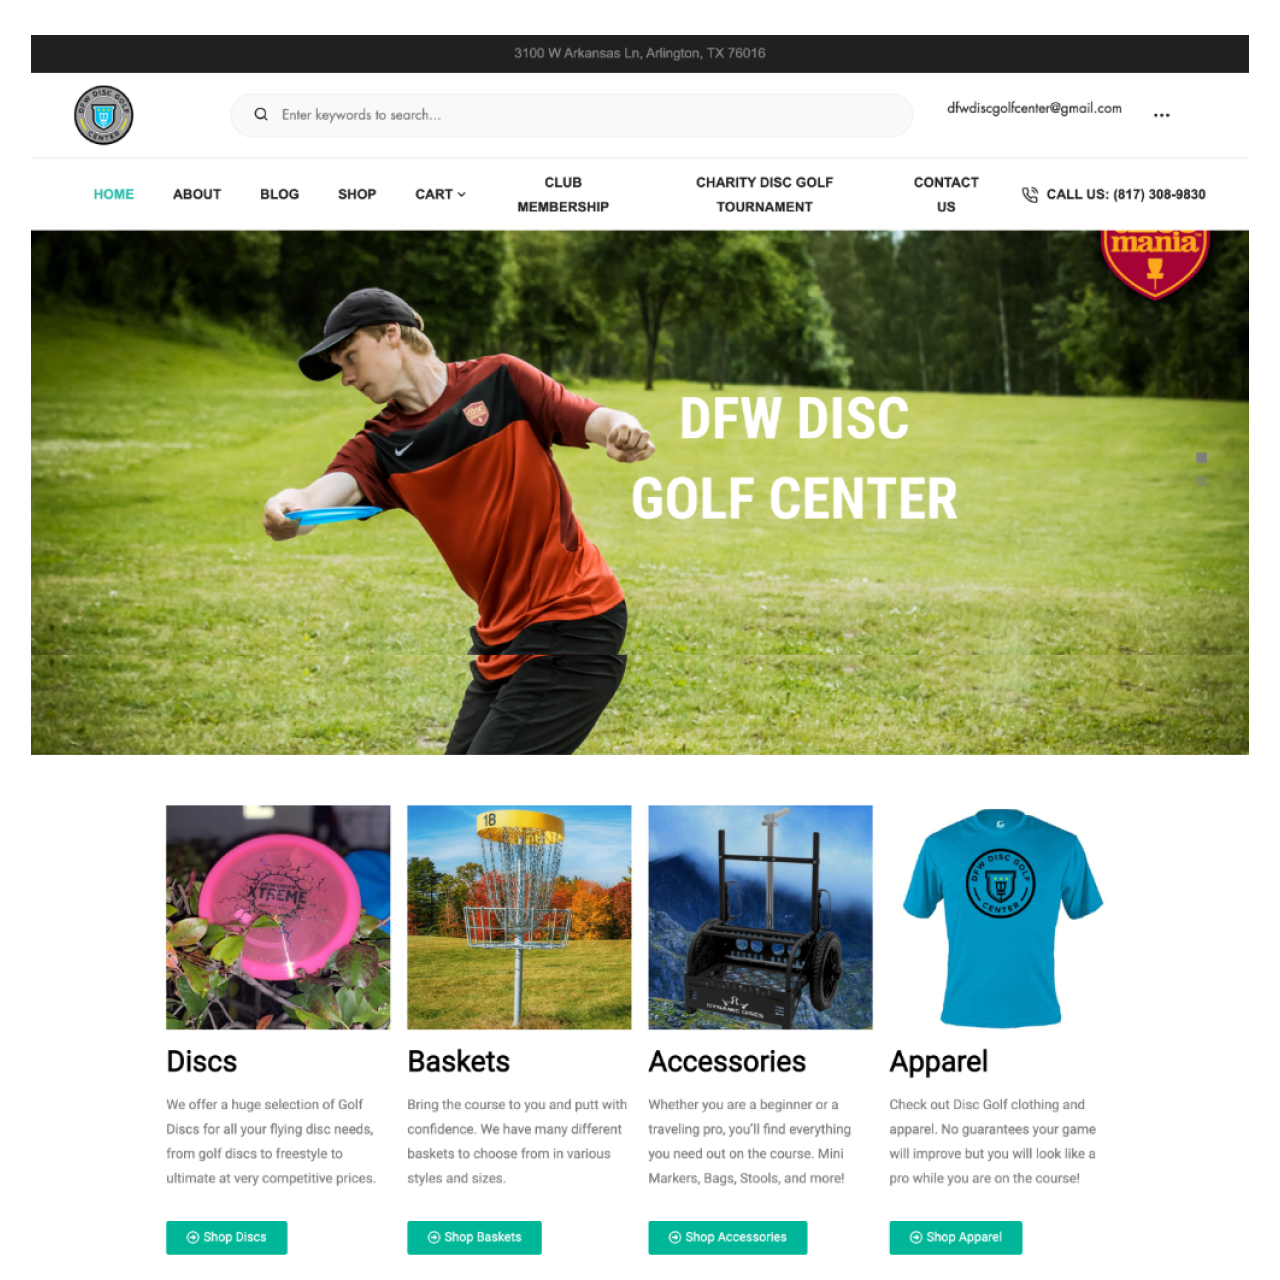 3100 W Arkansas Ln, Arlington, TX 76016
DFW DISC GOLF
CENTER
Enter keywords to search...
dfwdiscgolfcenter@gmail.com
HOME
ABOUT
BLOG
SHOP
CART
CLUB
MEMBERSHIP
CHARITY DISC GOLF
TOURNAMENT
CONTACT
US
CALL US: (817) 308-9830
mania
DFW DISC
GOLF CENTER
XTREME
18
DYNAMIC DISCS
DFW DISC GOLF
CENTER
Discs
We offer a huge selection of Golf
Discs for all your flying disc needs,
from golf discs to freestyle to
ultimate at very competitive prices.
Shop Discs
Baskets
Bring the course to you and putt with
confidence. We have many different
baskets to choose from in various
styles and sizes.
Shop Baskets
Accessories
Whether you are a beginner or a
traveling pro, you'll find everything
you need out on the course. Mini
Markers, Bags, Stools, and more!
Shop Accessories
Apparel
Check out Disc Golf clothing and
apparel. No guarantees your game
will improve but you will look like a
pro while you are on the course!
Shop Apparel